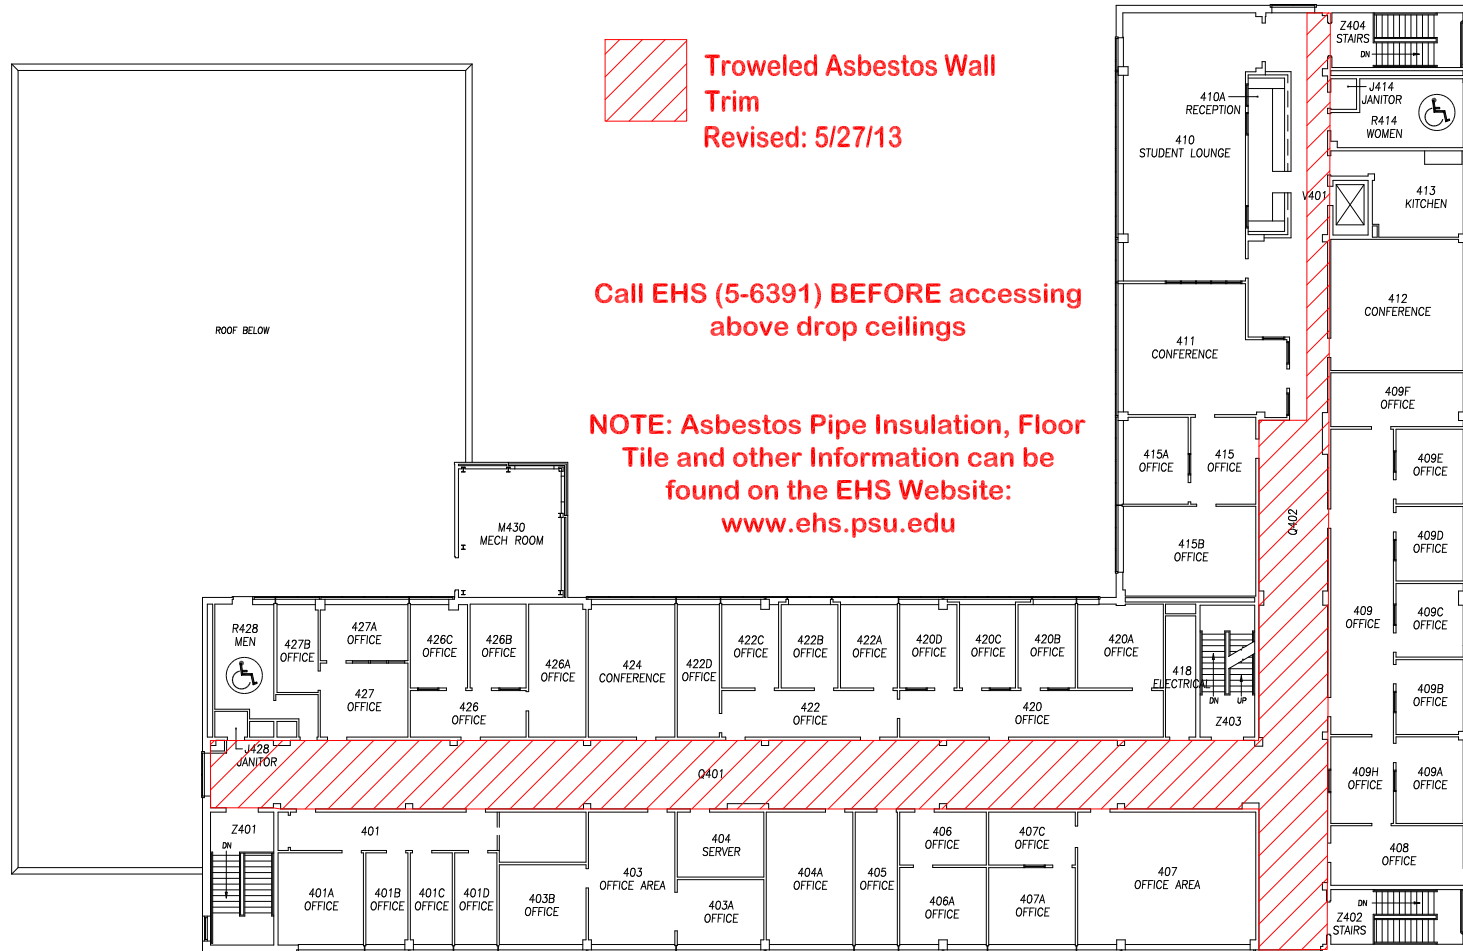 Troweled Asbestos Wall
Trim
Revised: 5/27/13
Call EHS (5-6391) BEFORE accessing
above drop ceilings
NOTE: Asbestos Pipe Insulation, Floor
Tile and other Information can be
found on the EHS Website:
www.ehs.psu.edu
ROOF BELOW
M430
MECH ROOM
Z404
STAIRS
DN
J414
JANITOR
R414
WOMEN
410A
RECEPTION
410
STUDENT LOUNGE
V401
413
KITCHEN
412
CONFERENCE
411
CONFERENCE
409F
OFFICE
415A
OFFICE
415
OFFICE
409E
OFFICE
415B
OFFICE
Q402
409D
OFFICE
409
OFFICE
409C
OFFICE
409B
OFFICE
409H
OFFICE
409A
OFFICE
408
OFFICE
DN
Z402
STAIRS
R428
MEN
427B
OFFICE
427A
OFFICE
427
OFFICE
426C
OFFICE
426B
OFFICE
426A
OFFICE
426
OFFICE
424
CONFERENCE
422D
OFFICE
422C
OFFICE
422B
OFFICE
422A
OFFICE
422
OFFICE
420D
OFFICE
420C
OFFICE
420B
OFFICE
420A
OFFICE
420
OFFICE
418
ELECTRICAL
DN
UP
Z403
J428
JANITOR
Q401
Z401
DN
401
401A
OFFICE
401B
OFFICE
401C
OFFICE
401D
OFFICE
403B
OFFICE
403
OFFICE AREA
404
SERVER
403A
OFFICE
404A
OFFICE
405
OFFICE
406
OFFICE
406A
OFFICE
407C
OFFICE
407A
OFFICE
407
OFFICE AREA